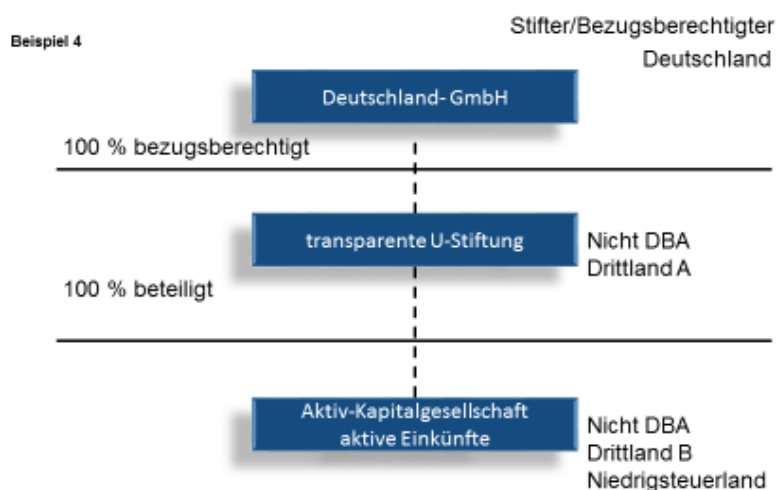 Beispiel 4
Stifter/Bezugsberechtigter
Deutschland
Deutschland- GmbH
100 % bezugsberechtigt
transparente U-Stiftung
Nicht DBA
Drittland A
100 % beteiligt
Aktiv-Kapitalgesellschaft
aktive Einkünfte
Nicht DBA
Drittland B
Niedrigsteuerland